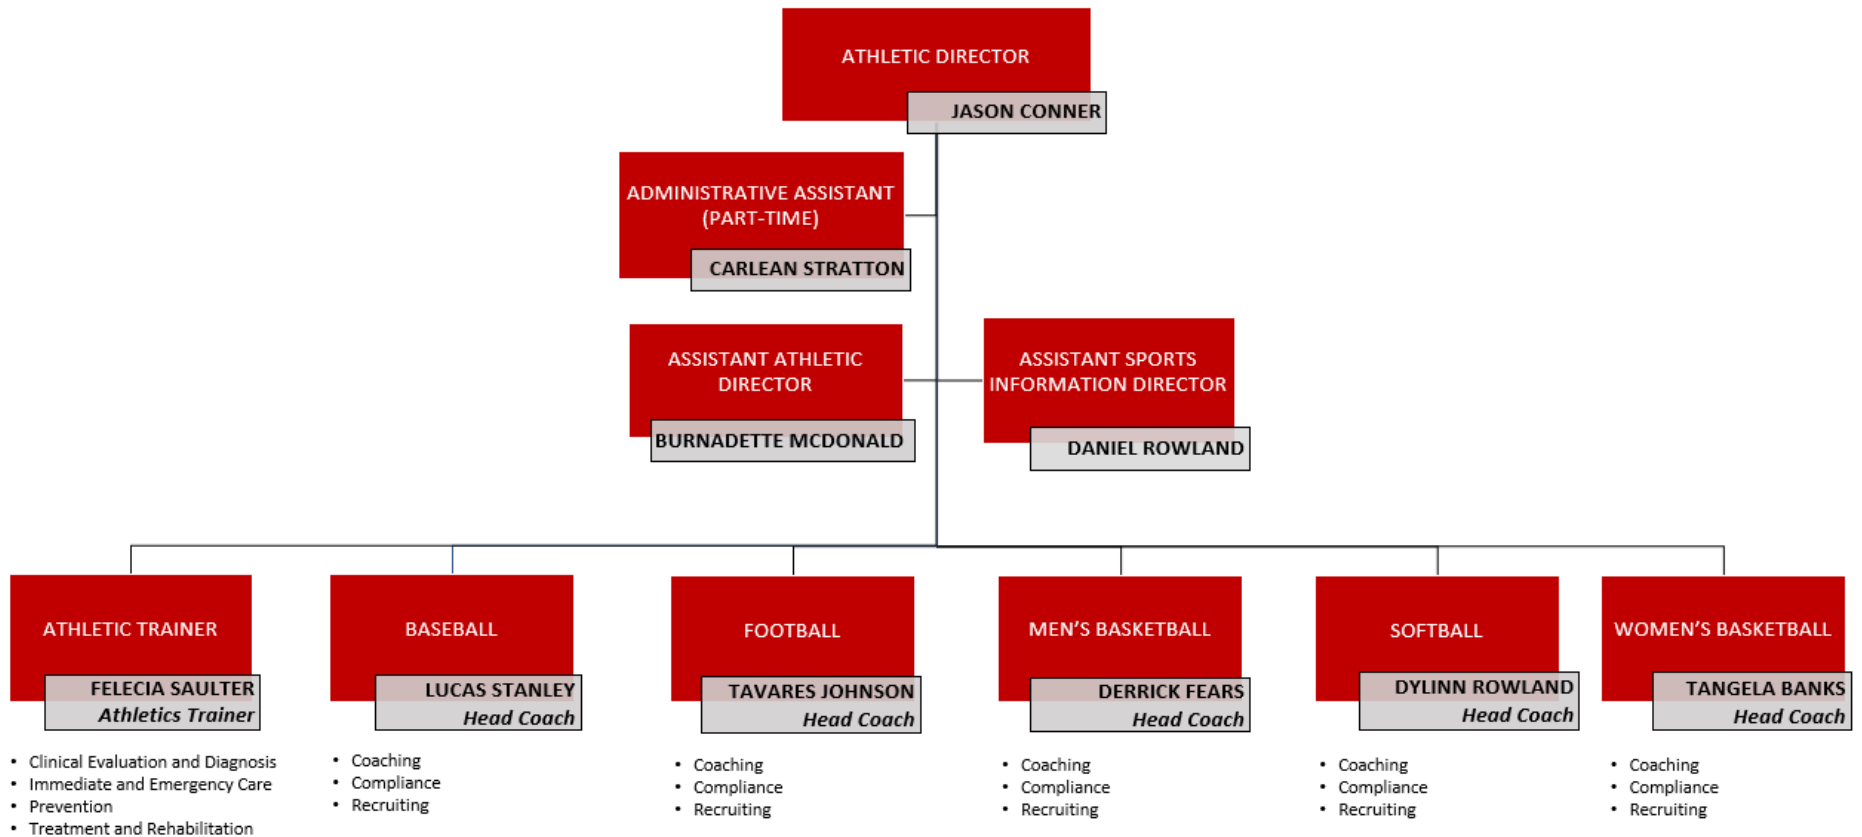 ATHLETIC DIRECTOR
JASON CONNER
ADMINISTRATIVE ASSISTANT
(PART-TIME)
CARLEAN STRATTON
ASSISTANT ATHLETIC
DIRECTOR
BURNADETTE MCDONALD
ASSISTANT SPORTS
INFORMATION DIRECTOR
DANIEL ROWLAND
ATHLETIC TRAINER
FELECIA SAULTER
Athletics Trainer
• Clinical Evaluation and Diagnosis
• Immediate and Emergency Care
• Prevention
• Treatment and Rehabilitation
BASEBALL
LUCAS STANLEY
Head Coach
• Coaching
• Compliance
• Recruiting
FOOTBALL
TAVARES JOHNSON
Head Coach
• Coaching
• Compliance
• Recruiting
MEN’S BASKETBALL
DERRICK FEARS
Head Coach
• Coaching
• Compliance
• Recruiting
SOFTBALL
DYLINN ROWLAND
Head Coach
• Coaching
• Compliance
• Recruiting
WOMEN’S BASKETBALL
TANGELA BANKS
Head Coach
• Coaching
• Compliance
• Recruiting